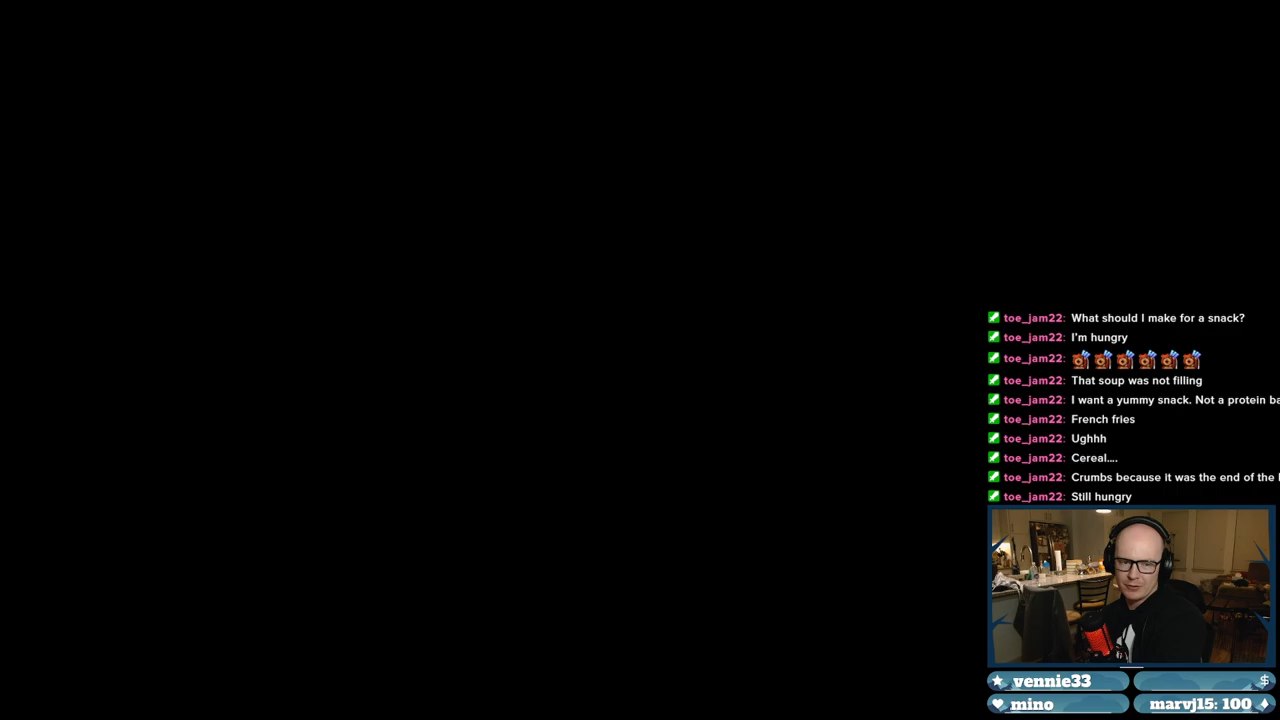 toe_jam22: What should I make for a snack?
toe_jam22: I'm hungry
toe_jam22:
toe_jam22: That soup was not filling
toe_jam22: I want a yummy snack. Not a protein ba
toe_jam22: French fries
toe_jam22: Ughhh
toe_jam22: Cereal....
toe_jam22: Crumbs because it was the end of the
toe_jam22: Still hungry
vennie33 $
mino marvj15: 100